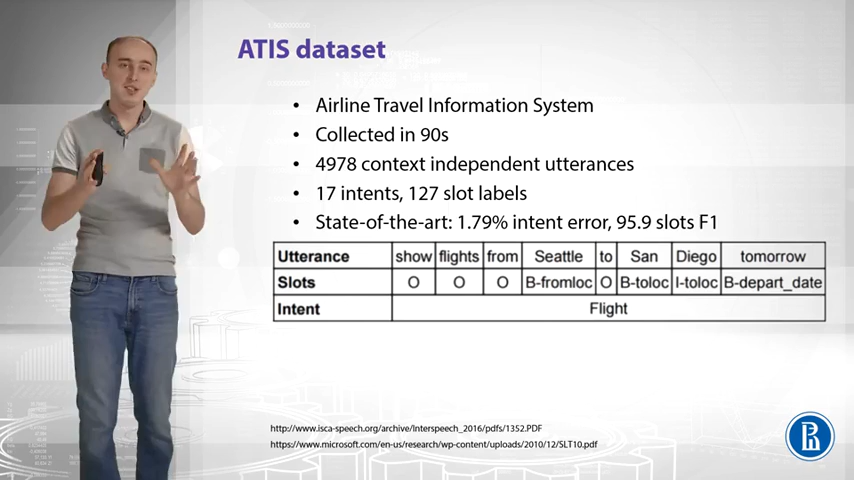 ATIS dataset
• Airline Travel Information System
• Collected in 90s
• 4978 context independent utterances
• 17 intents, 127 slot labels
• State-of-the-art: 1.79% intent error, 95.9 slots F1
Utterance show flights from Seattle to San Diego tomorrow
Slots O O O B-fromloc O B-toloc I-toloc B-depart_date
Intent Flight
http://www.isca-speech.org/archive/Interspeech_2016/pdfs/1352.PDF
https://www.microsoft.com/en-us/research/wp-content/uploads/2010/12/SLT10.pdf